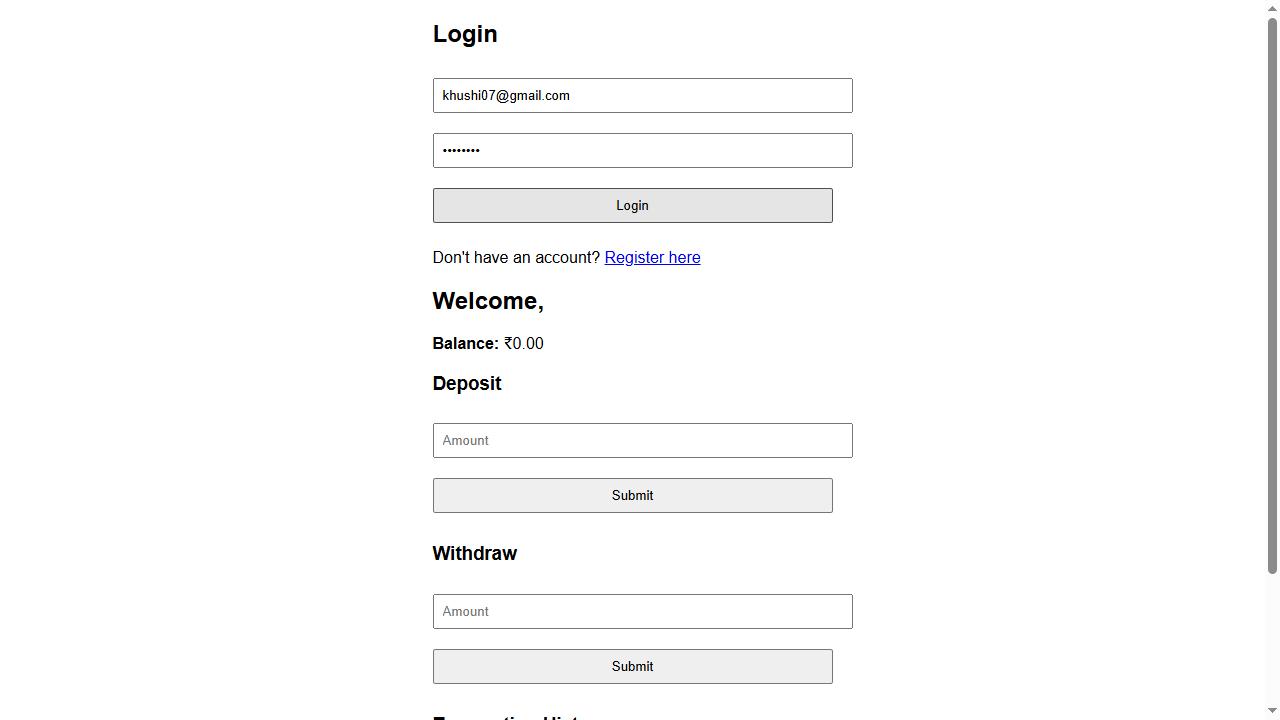 Login
khushi07@gmail.com
••••••••
Login
Don't have an account? Register here
Welcome,
Balance: ₹0.00
Deposit
Amount
Submit
Withdraw
Amount
Submit